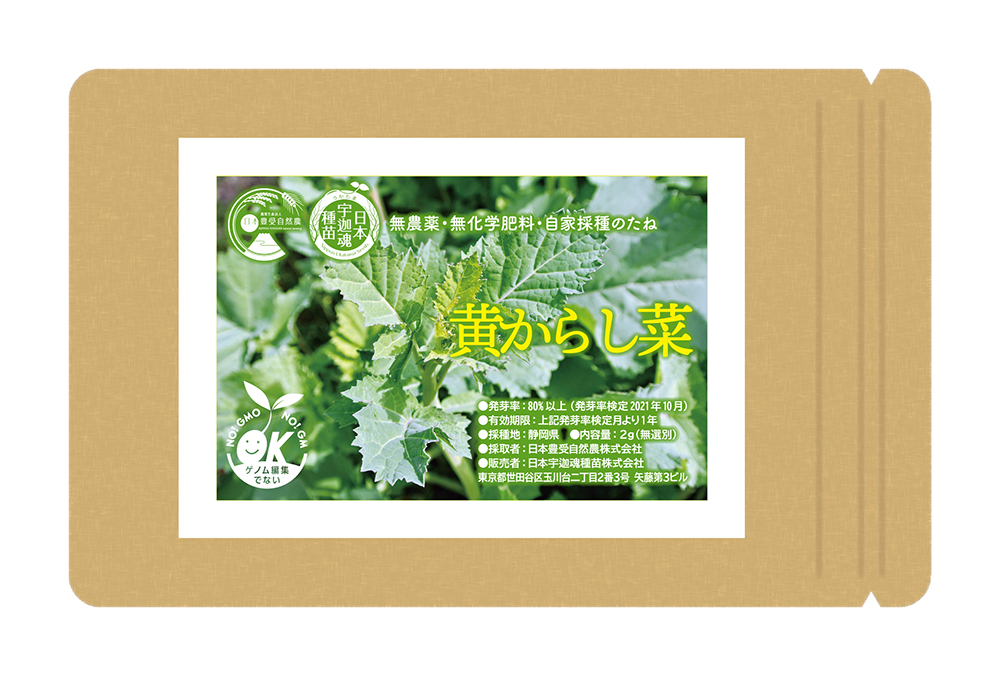 豊受自然農
うかたま
日本
宇迦魂
種苗
無農薬・無化学肥料・自家採種のたね
黄からし菜
●発芽率：80%以上（発芽率検定2021年10月）
●有効期限：上記発芽率検定月より1年
●採種地：静岡県 ●内容量：2g（無選別）
●採取者：日本豊受自然農株式会社
●販売者：日本宇迦魂種苗株式会社
東京都世田谷区玉川台二丁目2番3号 矢藤第3ビル
NO! GMO NO! GM
OK
ゲノム編集
でない